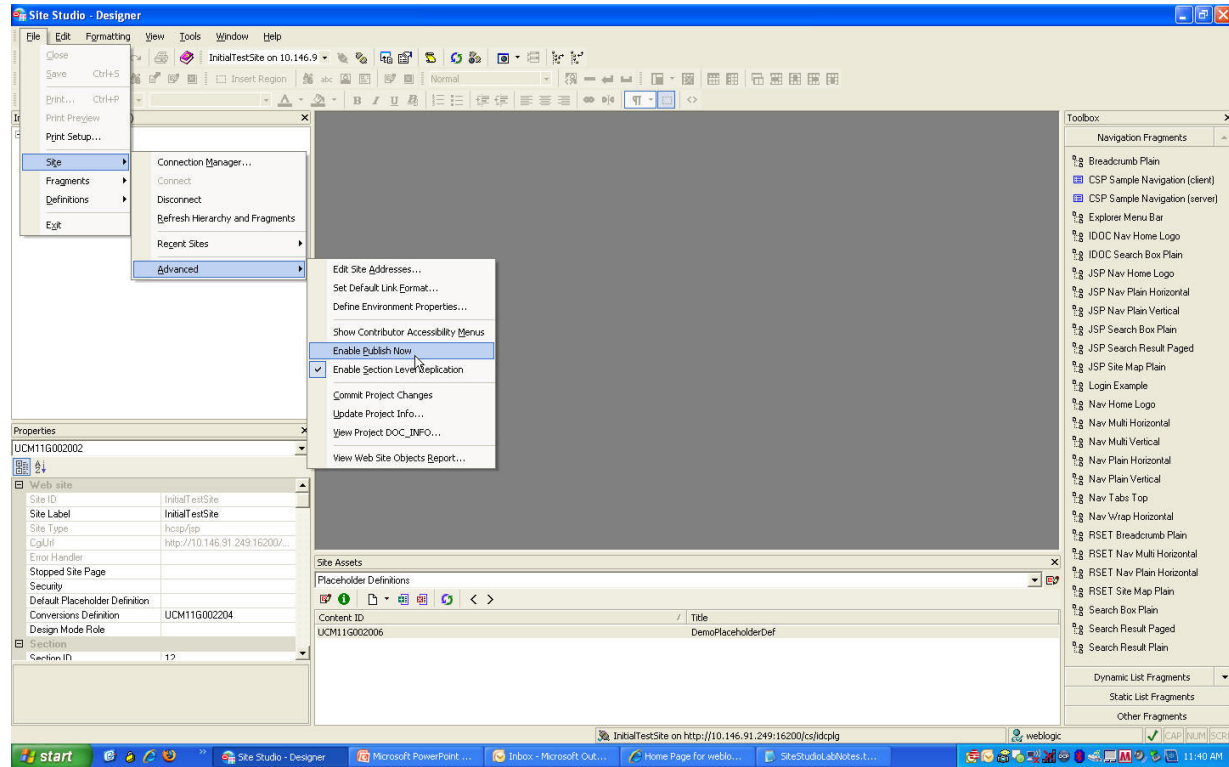 Site Studio - Designer
File Edit Formatting View Tools Window Help
InitialTestSite on 10.146.9
Insert Region
Normal
Close
Save Ctrl+S
Print... Ctrl+P
Print Preview
Print Setup...
Site
Fragments
Definitions
Exit
Connection Manager...
Connect
Disconnect
Refresh Hierarchy and Fragments
Recent Sites
Advanced
Edit Site Addresses...
Set Default Link Format...
Define Environment Properties...
Show Contributor Accessibility Menus
Enable Publish Now
Enable Section Level Replication
Commit Project Changes
Update Project Info...
View Project DOC_INFO...
View Web Site Objects Report...
Properties
UCM11G002002
Web site
Site ID InitialTestSite
Site Label InitialTestSite
Site Type hcsp/jsp
CgiUrl http://10.146.91.249:16200/...
Error Handler
Stopped Site Page
Security
Default Placeholder Definition
Conversions Definition UCM11G002204
Design Mode Role
Section
Section ID 12
Site Assets
Placeholder Definitions
Content ID / Title
UCM11G002006 DemoPlaceholderDef
Toolbox
Navigation Fragments
Breadcrumb Plain
CSP Sample Navigation (client)
CSP Sample Navigation (server)
Explorer Menu Bar
IDOC Nav Home Logo
IDOC Search Box Plain
JSP Nav Home Logo
JSP Nav Plain Horizontal
JSP Nav Plain Vertical
JSP Search Box Plain
JSP Search Result Paged
JSP Site Map Plain
Login Example
Nav Home Logo
Nav Multi Horizontal
Nav Multi Vertical
Nav Plain Horizontal
Nav Plain Vertical
Nav Tabs Top
Nav Wrap Horizontal
RSET Breadcrumb Plain
RSET Nav Multi Horizontal
RSET Nav Plain Horizontal
RSET Site Map Plain
Search Box Plain
Search Result Paged
Search Result Plain
Dynamic List Fragments
Static List Fragments
Other Fragments
InitialTestSite on http://10.146.91.249:16200/cs/idcplg
weblogic
CAP NUM SCRL
start
Site Studio - Designer
Microsoft PowerPoint ...
Inbox - Microsoft Out...
Home Page for weblo...
SiteStudioLabNotes.t...
11:40 AM